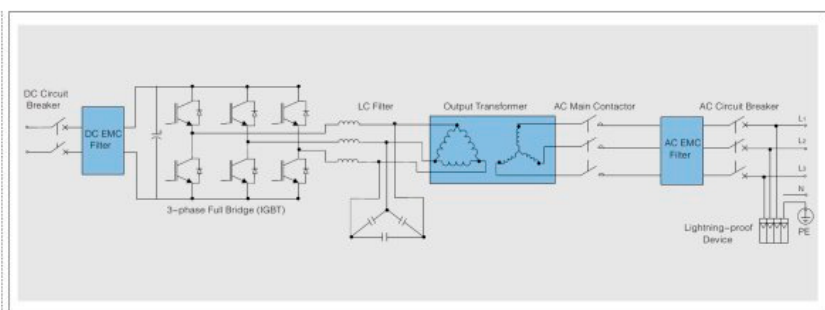 DC Circuit
Breaker
DC EMC
Filter
3-phase Full Bridge (IGBT)
LC Filter
Output Transformer
AC Main Contactor
AC EMC
Filter
AC Circuit Breaker
L1
L2
L3
N
PE
Lightning-proof
Device